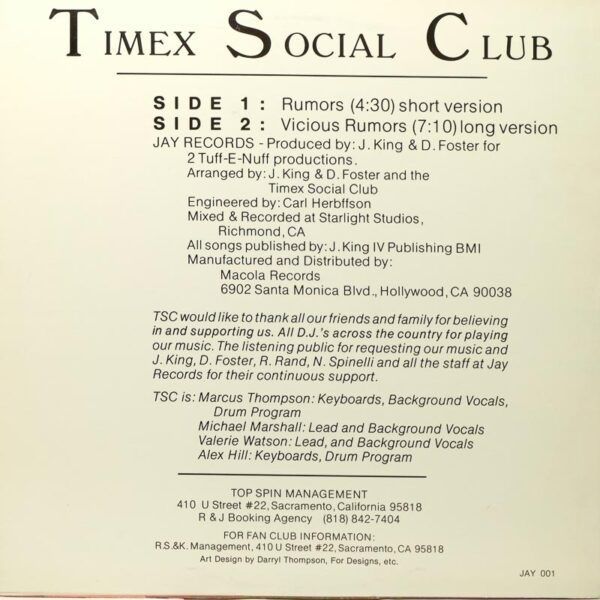 TIMEX SOCIAL CLUB
SIDE 1: Rumors (4:30) short version
SIDE 2: Vicious Rumors (7:10) long version
JAY RECORDS - Produced by: J. King & D. Foster for
2 Tuff-E-Nuff productions.
Arranged by: J. King & D. Foster and the
Timex Social Club
Engineered by: Carl Herbffson
Mixed & Recorded at Starlight Studios,
Richmond, CA
All songs published by: J. King IV Publishing BMI
Manufactured and Distributed by:
Macola Records
6902 Santa Monica Blvd., Hollywood, CA 90038
TSC would like to thank all our friends and family for believing
in and supporting us. All D.J.'s across the country for playing
our music. The listening public for requesting our music and
J. King, D. Foster, R. Rand, N. Spinelli and all the staff at Jay
Records for their continuous support.
TSC is: Marcus Thompson: Keyboards, Background Vocals,
Drum Program
Michael Marshall: Lead and Background Vocals
Valerie Watson: Lead, and Background Vocals
Alex Hill: Keyboards, Drum Program
TOP SPIN MANAGEMENT
410 U Street #22, Sacramento, California 95818
R & J Booking Agency (818) 842-7404
FOR FAN CLUB INFORMATION:
R.S.&K. Management, 410 U Street #22, Sacramento, CA 95818
Art Design by Darryl Thompson, For Designs, etc.
JAY 001